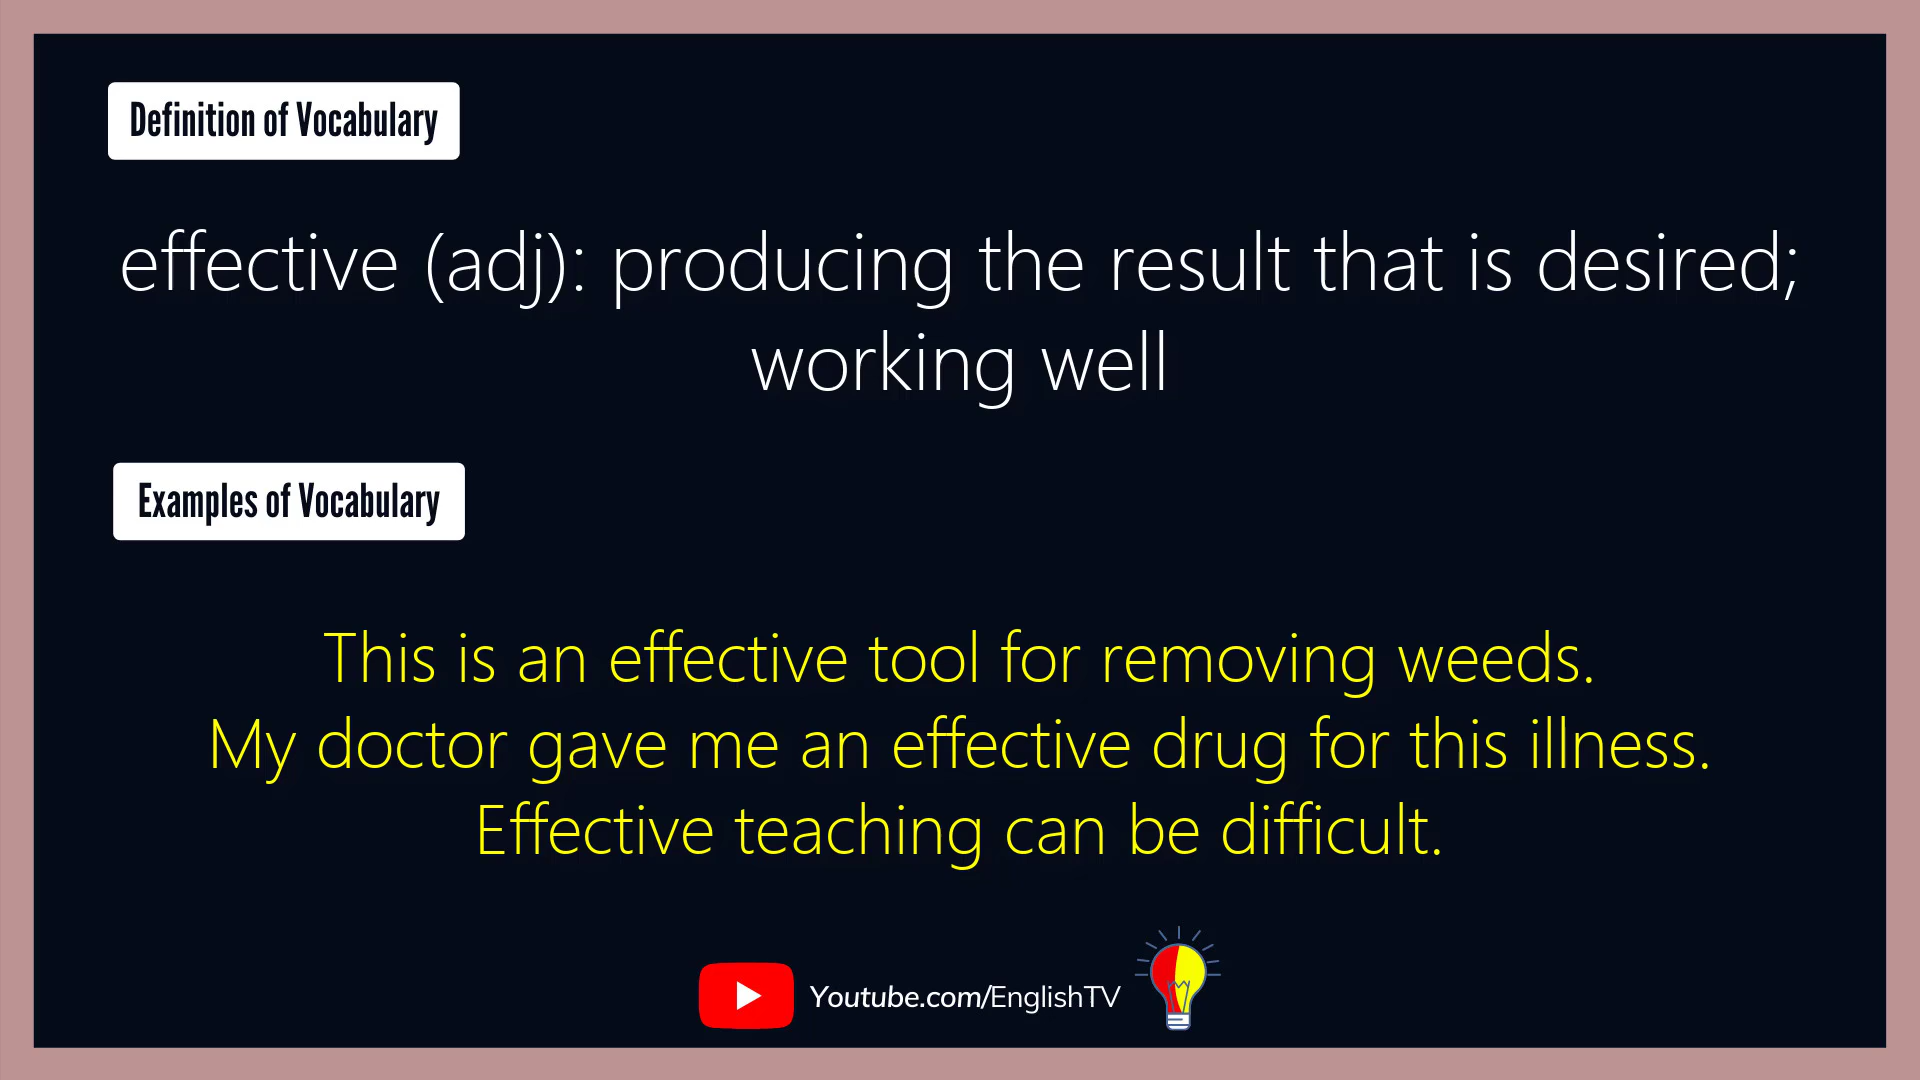 Definition of Vocabulary
effective (adj): producing the result that is desired;
working well
Examples of Vocabulary
This is an effective tool for removing weeds.
My doctor gave me an effective drug for this illness.
Effective teaching can be difficult.
Youtube.com/EnglishTV